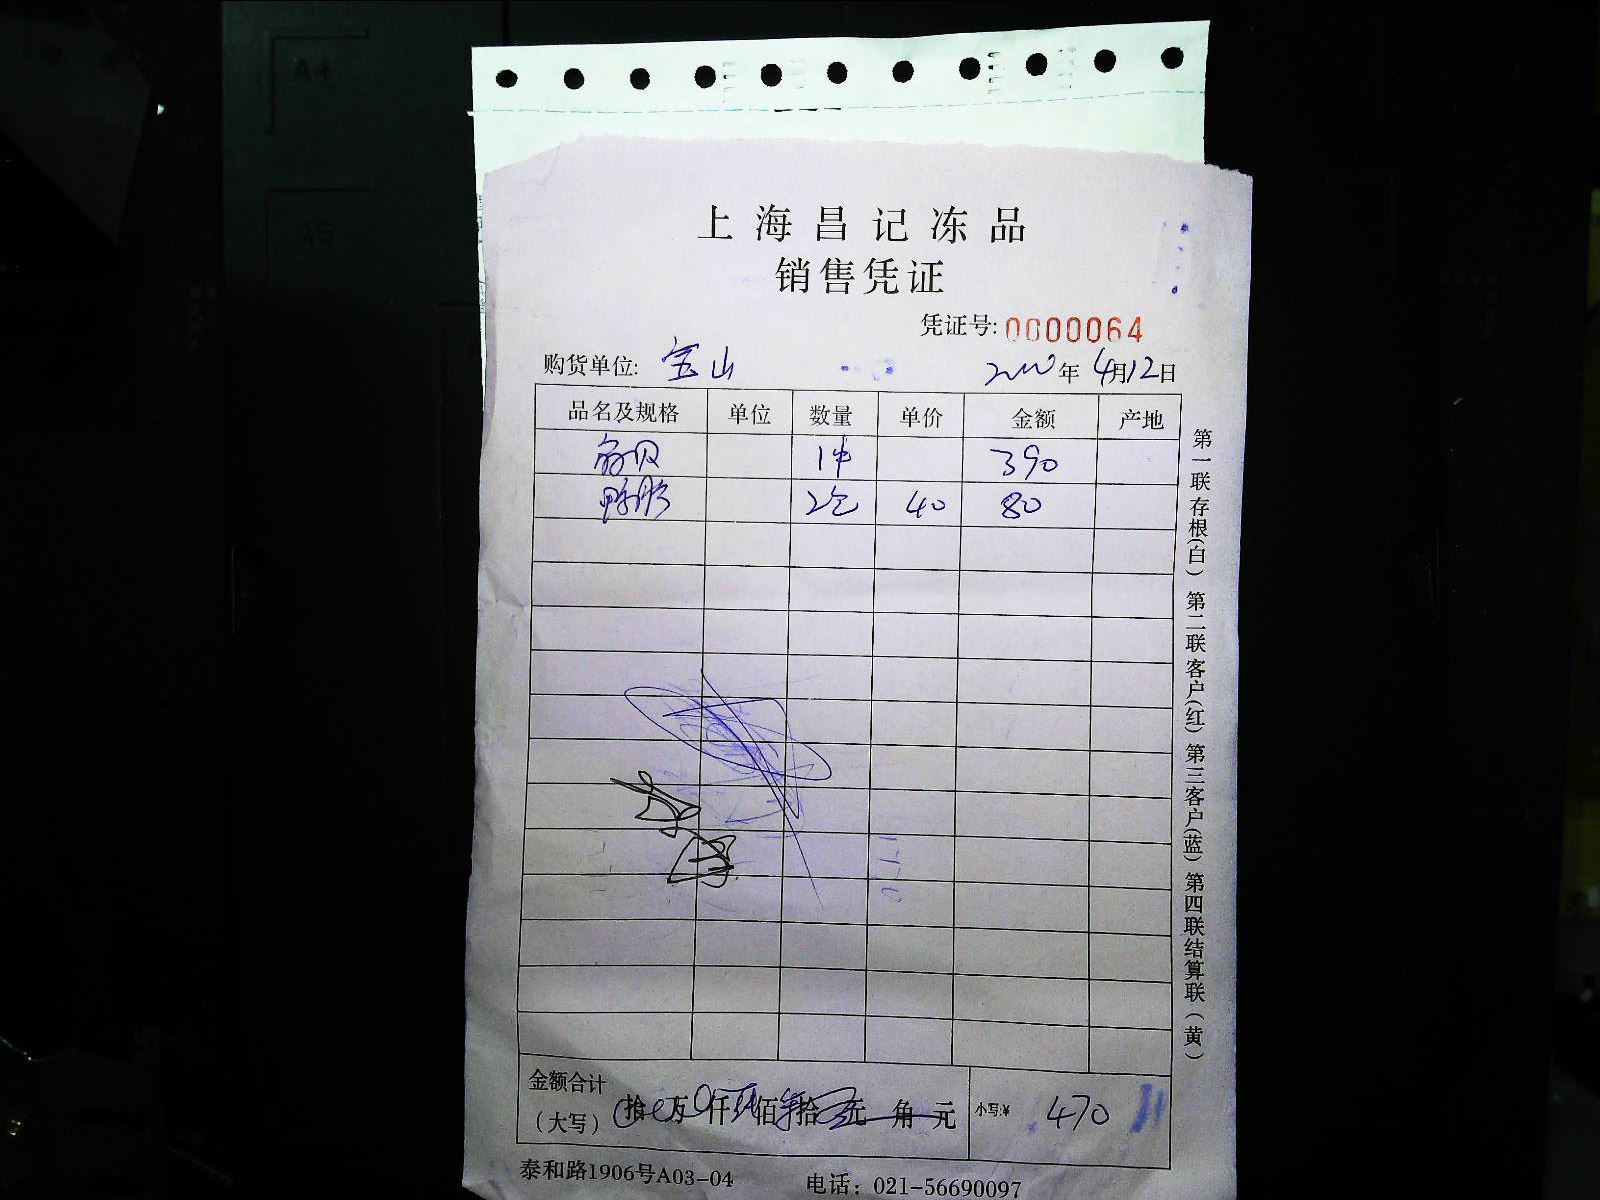 A4
A5
上海昌记冻品
销售凭证
凭证号: 0000064
购货单位: 宝山 年 4月12日
品名及规格 单位 数量 单价 金额 产地
1件 390
2包 40 80
第一联存根(白) 第二联客户(红) 第三客户(蓝) 第四联结算联(黄)
金额合计
(大写) 拾 万 仟 佰 拾 元 角 元 小写:¥ 470
泰和路1906号A03-04 电话: 021-56690097